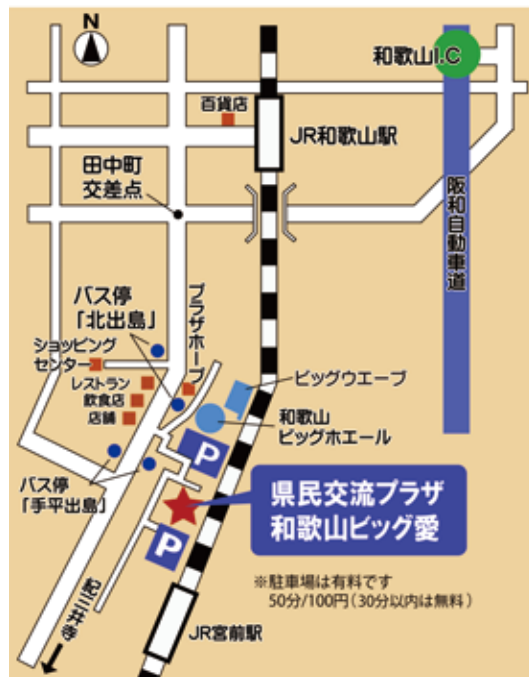 N
和歌山I.C
百貨店
JR和歌山駅
田中町
交差点
阪和自動車道
バス停
「北出島」
プラザホープ
ショッピング
センター
レストラン
飲食店
店舗
ビッグウエーブ
和歌山
ビッグホエール
P
バス停
「手平出島」
県民交流プラザ
和歌山ビッグ愛
P
※駐車場は有料です
50分/100円(30分以内は無料)
紀三井寺
JR宮前駅